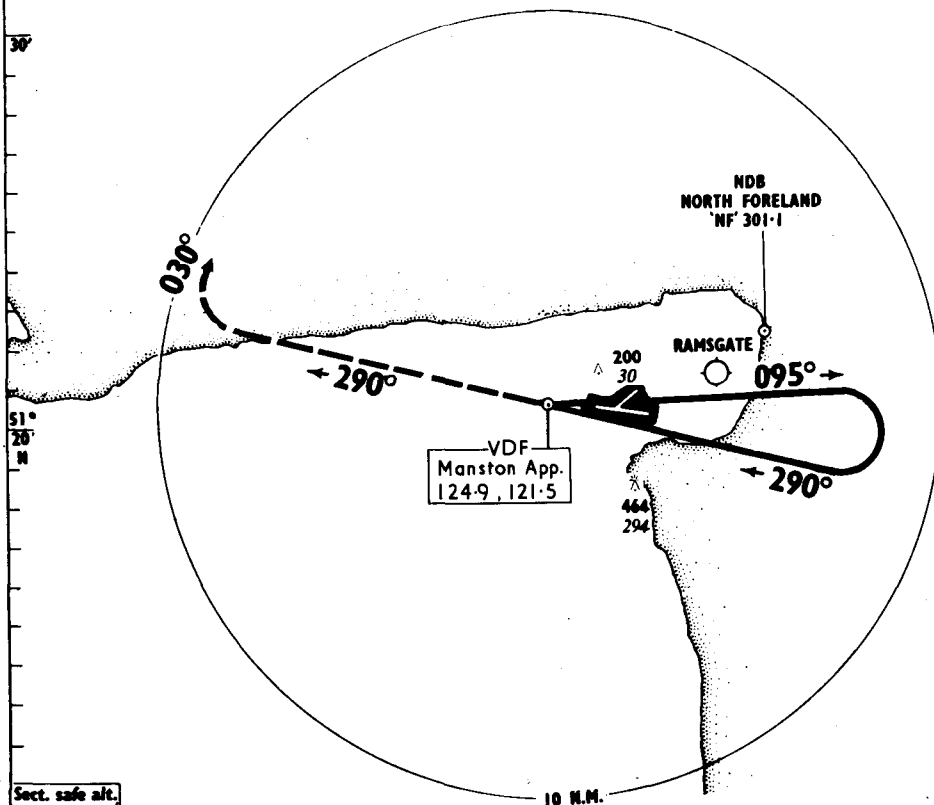 30'
NDB
NORTH FORELAND
'NF' 301·1
030°
RAMSGATE
200
30
095°
290°
51°
20'
N
VDF
Manston App.
124·9, 121·5
290°
464
294
Sect. safe alt.
10 N.M.